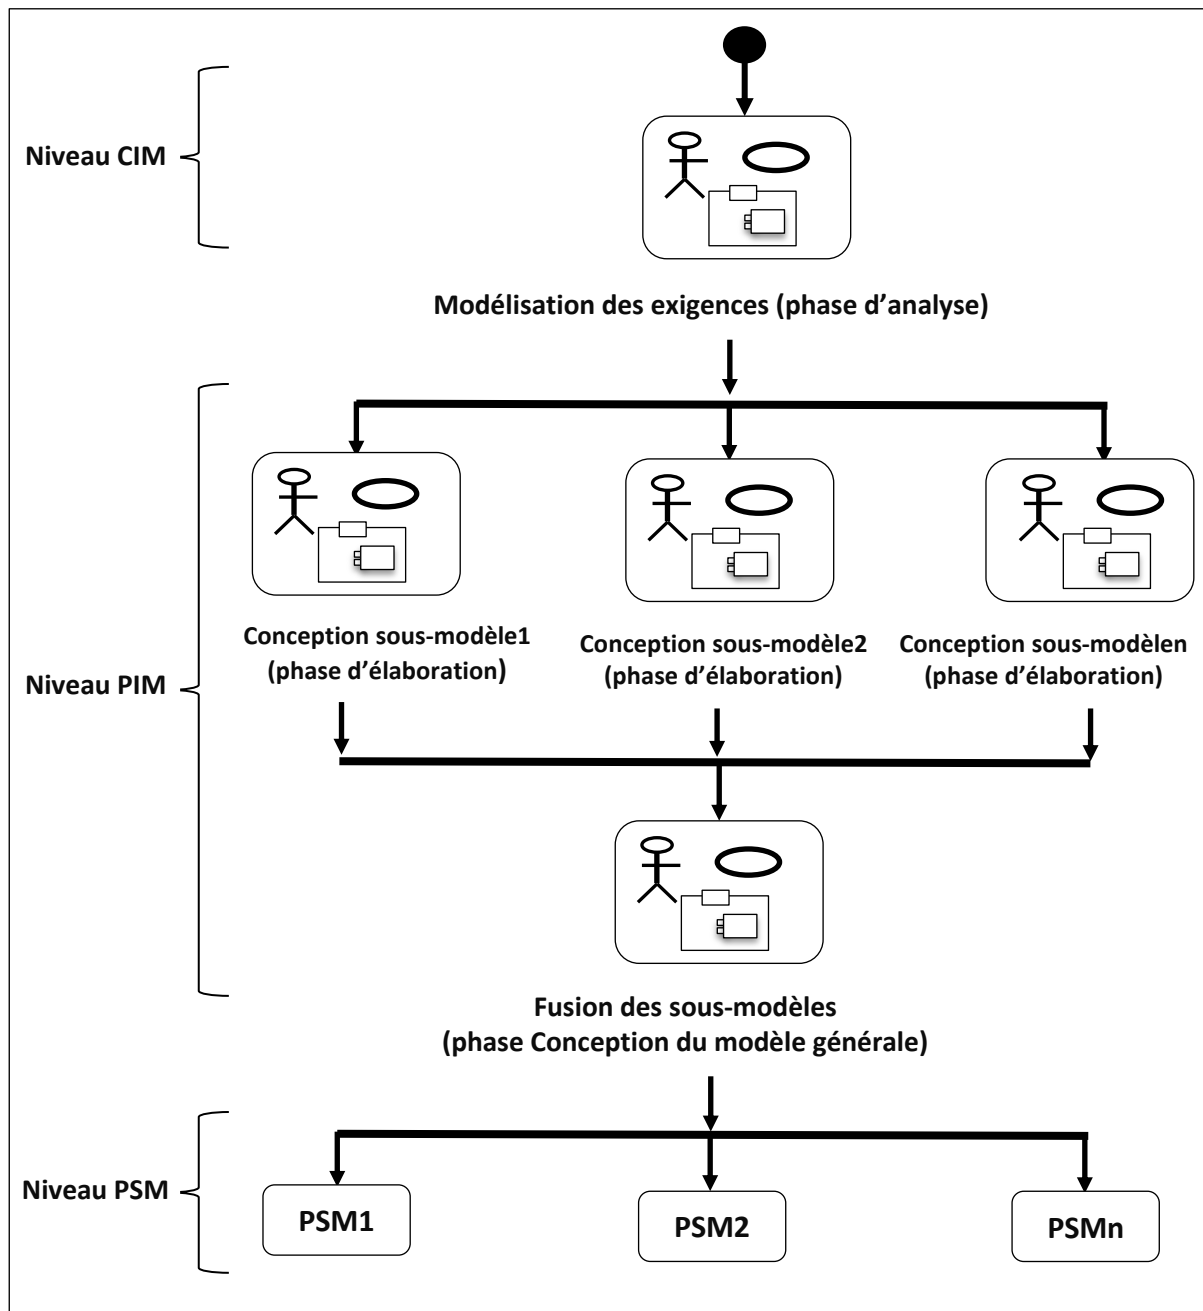 Niveau CIM
Modélisation des exigences (phase d’analyse)
Conception sous-modèle1
(phase d’élaboration)
Conception sous-modèle2
(phase d’élaboration)
Conception sous-modèlen
(phase d’élaboration)
Niveau PIM
Fusion des sous-modèles
(phase Conception du modèle générale)
Niveau PSM
PSM1
PSM2
PSMn